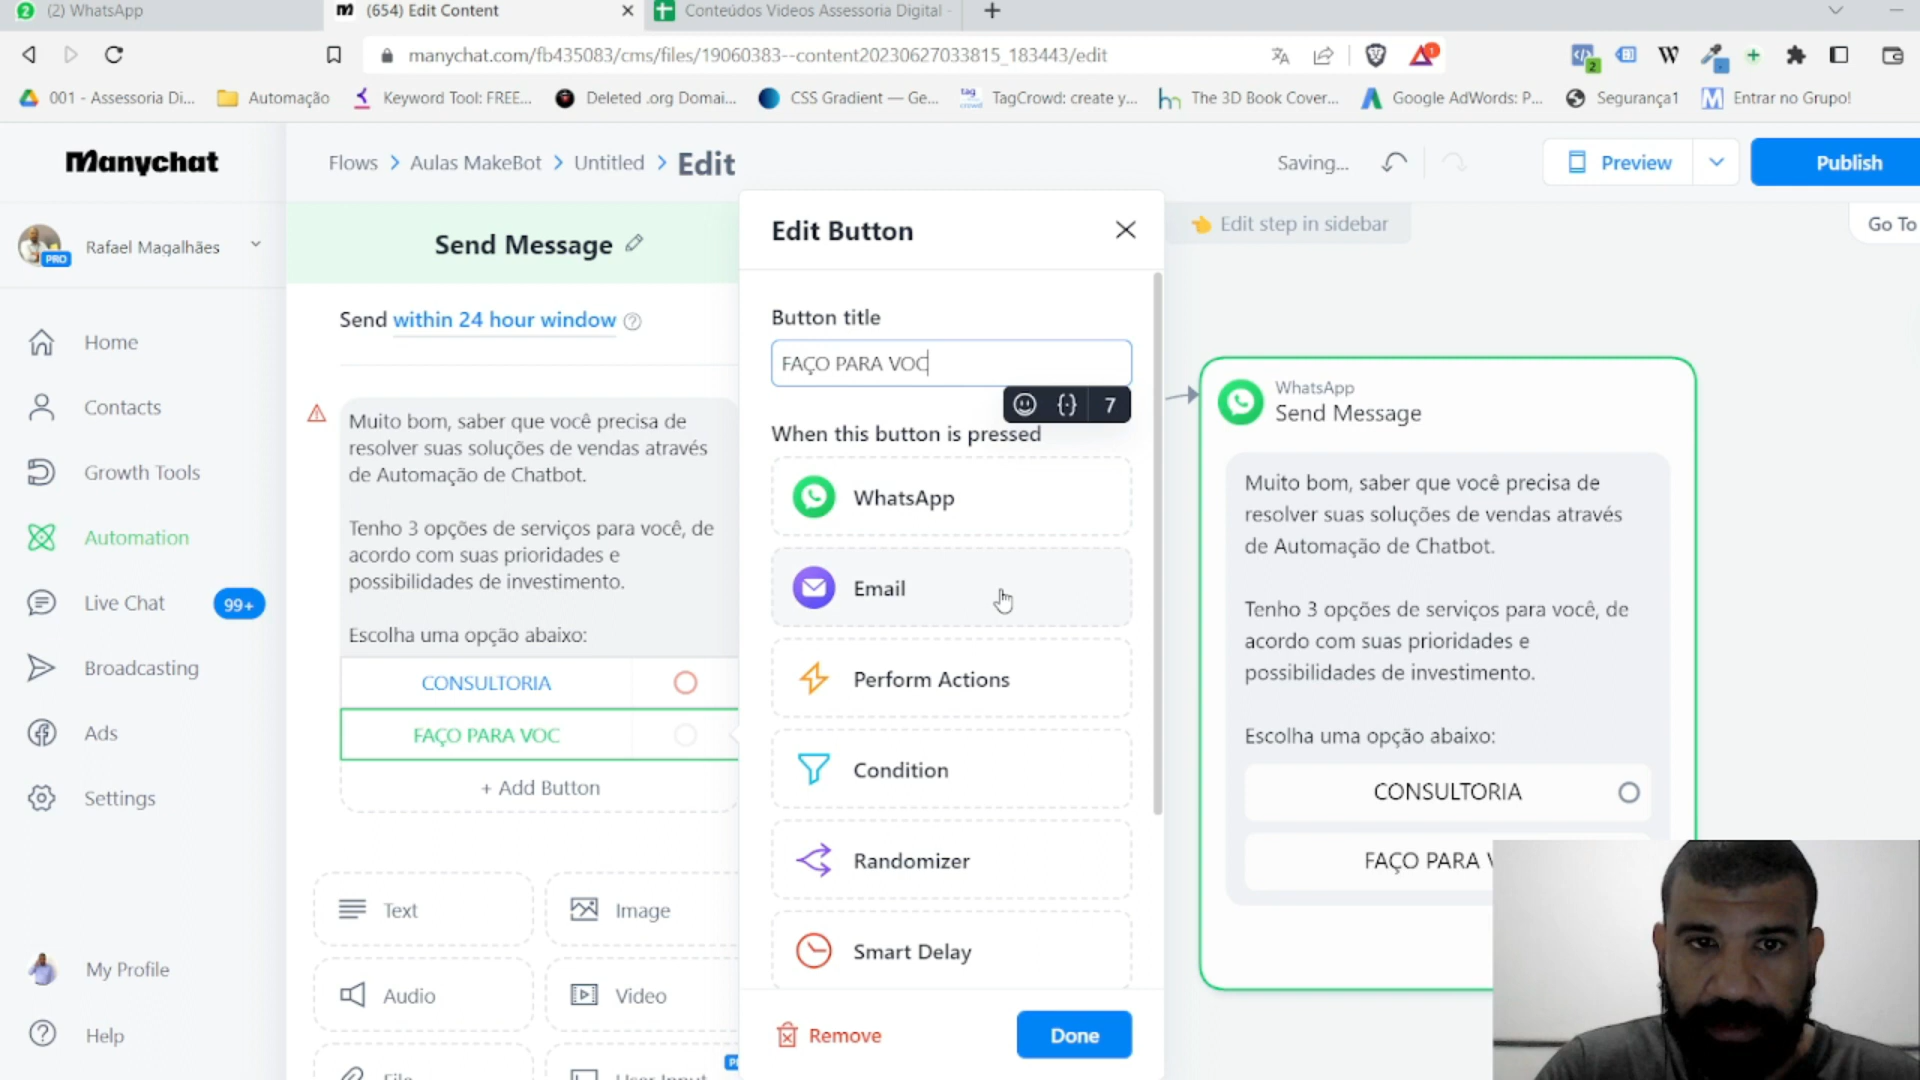 (2) WhatsApp
(654) Edit Content
Conteúdos Videos Assessoria Digital -
manychat.com/fb435083/cms/files/19060383--content20230627033815_183443/edit
001 - Assessoria Di...
Automação
Keyword Tool: FREE...
Deleted .org Domai...
CSS Gradient — Ge...
TagCrowd: create y...
The 3D Book Cover...
Google AdWords: P...
Segurança1
Entrar no Grupo!
Manychat
Flows > Aulas MakeBot > Untitled > Edit
Saving...
Preview
Publish
Rafael Magalhães
PRO
Home
Contacts
Growth Tools
Automation
Live Chat
99+
Broadcasting
Ads
Settings
My Profile
Help
Send Message
Send within 24 hour window
Muito bom, saber que você precisa de
resolver suas soluções de vendas através
de Automação de Chatbot.
Tenho 3 opções de serviços para você, de
acordo com suas prioridades e
possibilidades de investimento.
Escolha uma opção abaixo:
CONSULTORIA
FAÇO PARA VOC
+ Add Button
Text
Image
Audio
Video
File
User Input
Edit Button
Button title
FAÇO PARA VOC
7
When this button is pressed
WhatsApp
Email
Perform Actions
Condition
Randomizer
Smart Delay
Remove
Done
Edit step in sidebar
Go To
WhatsApp
Send Message
Muito bom, saber que você precisa de
resolver suas soluções de vendas através
de Automação de Chatbot.
Tenho 3 opções de serviços para você, de
acordo com suas prioridades e
possibilidades de investimento.
Escolha uma opção abaixo:
CONSULTORIA
FAÇO PARA V